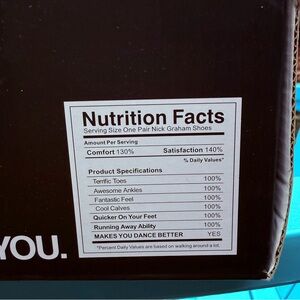 Nutrition Facts
Serving Size One Pair Nick Graham Shoes
Amount Per Serving
Comfort 130% Satisfaction 140%
% Daily Values*
Product Specifications
Terrific Toes 100%
Awesome Ankles 100%
Fantastic Feel 100%
Cool Calves 100%
Quicker On Your Feet 100%
Running Away Ability 100%
MAKES YOU DANCE BETTER YES
*Percent Daily Values are based on walking around a lot.
YOU.